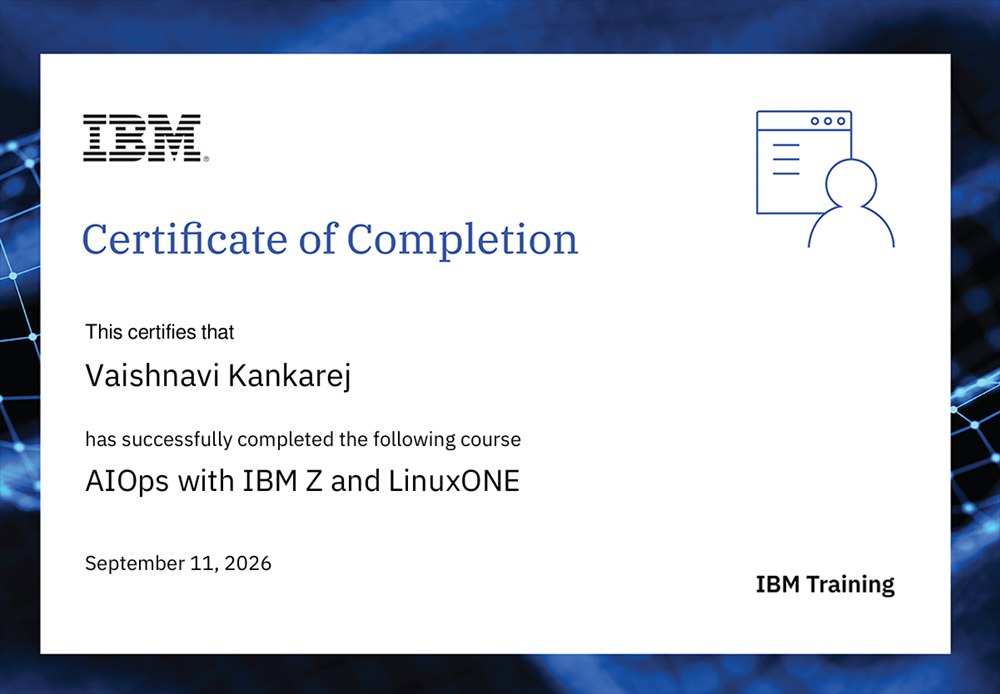 IBM®
Certificate of Completion
This certifies that
Vaishnavi Kankarej
has successfully completed the following course
AIOps with IBM Z and LinuxONE
September 11, 2026
IBM Training